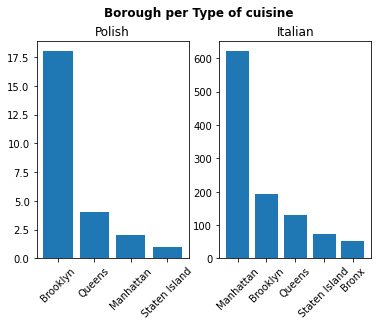 Borough per Type of cuisine
Polish
17.5
15.0
12.5
10.0
7.5
5.0
2.5
0.0
Brooklyn
Queens
Manhattan
Staten Island
Italian
600
500
400
300
200
100
0
Manhattan
Brooklyn
Queens
Staten Island
Bronx